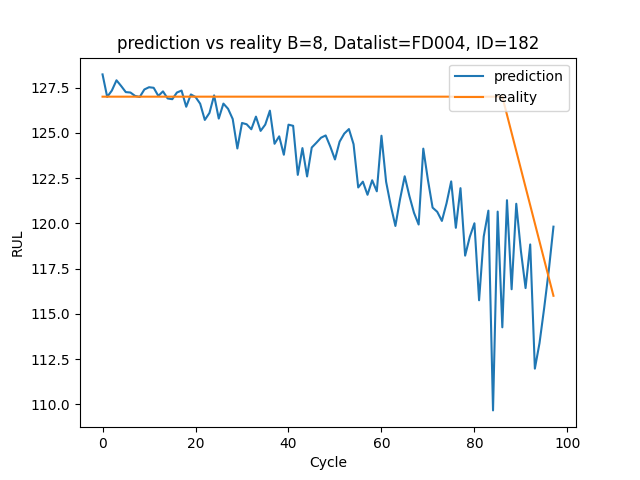 prediction vs reality B=8, Datalist=FD004, ID=182
prediction
reality
RUL
127.5
125.0
122.5
120.0
117.5
115.0
112.5
110.0
0 20 40 60 80 100
Cycle